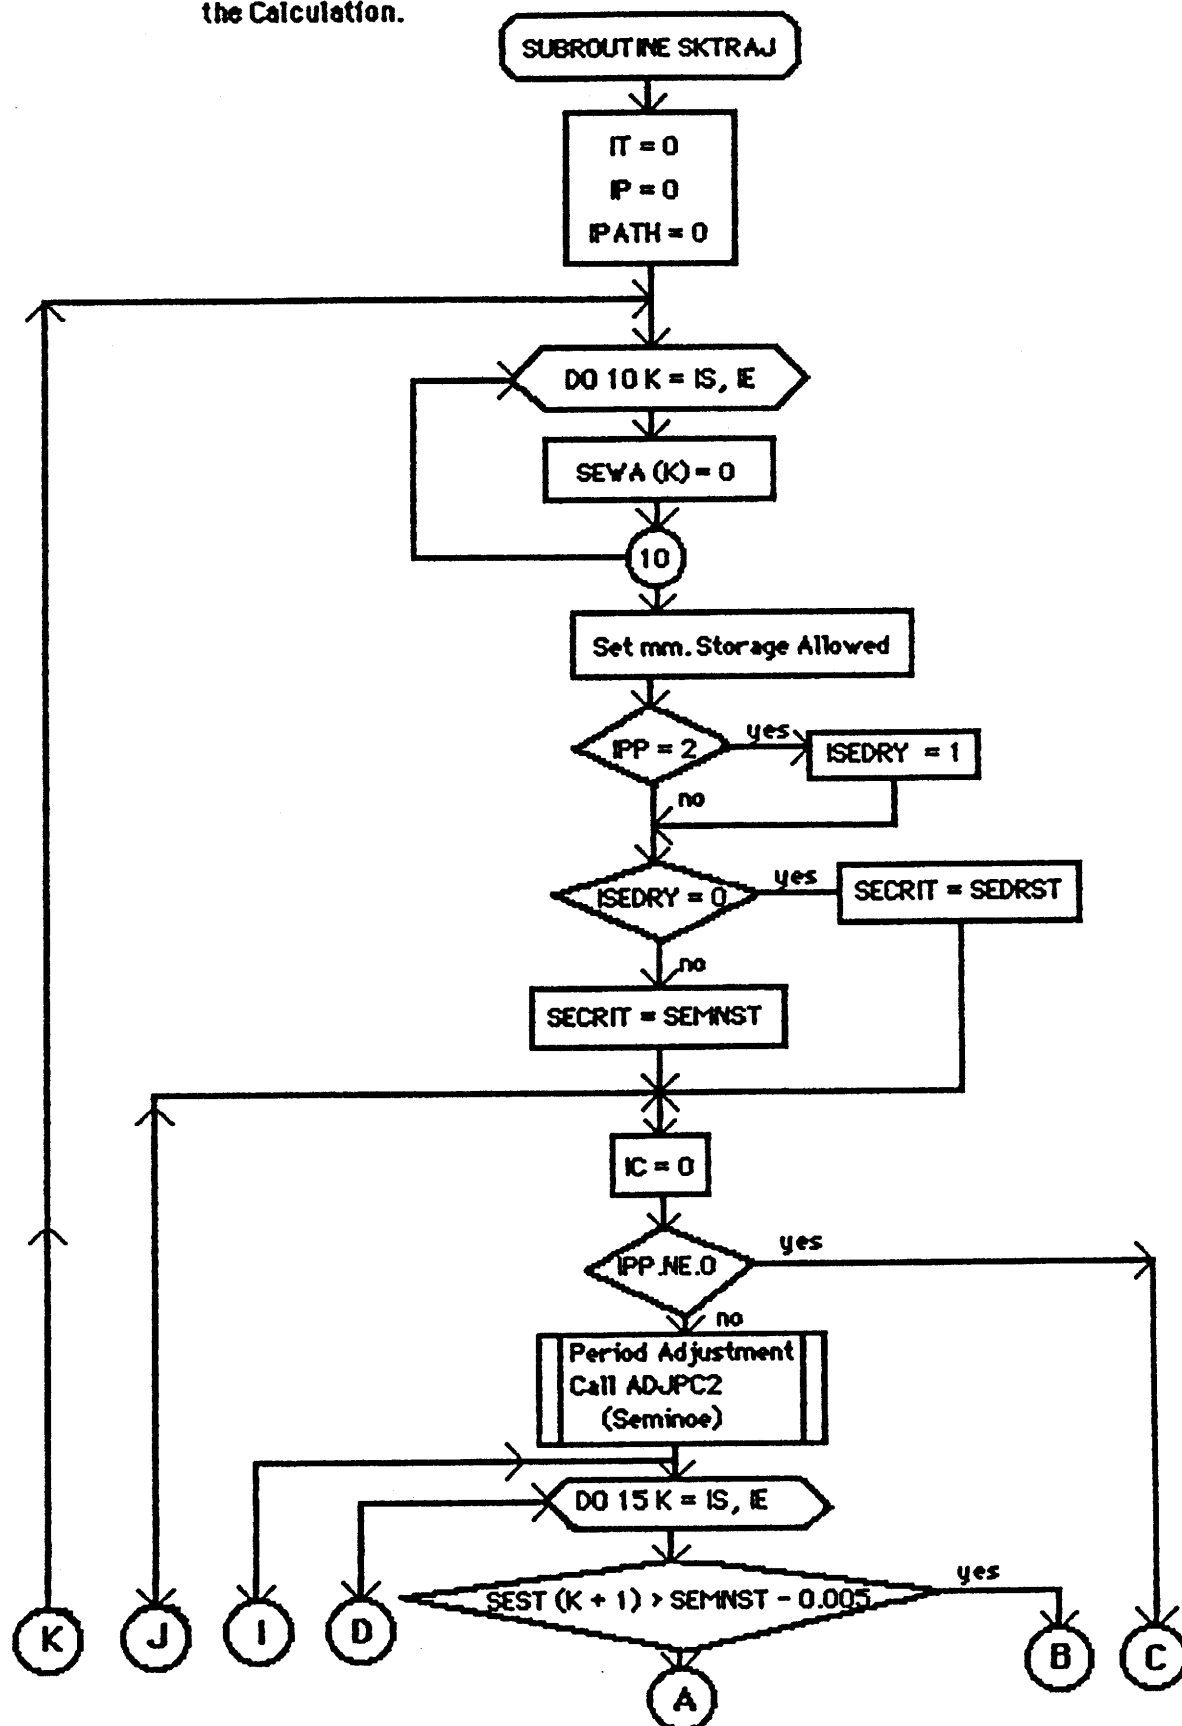 the Calculation.
SUBROUTINE SKTRAJ
IT = 0
IP = 0
IPATH = 0
DO 10 K = IS, IE
SEWA (K) = 0
10
Set mm. Storage Allowed
IPP = 2
yes
ISEDRY = 1
no
ISEDRY = 0
yes
SECRIT = SEDRST
no
SECRIT = SEMNST
IC = 0
IPP.NE.0
yes
no
Period Adjustment
Call ADJPC2
(Seminoe)
DO 15 K = IS, IE
SEST (K + 1) > SEMNST - 0.005
yes
K
J
I
D
B
C
A